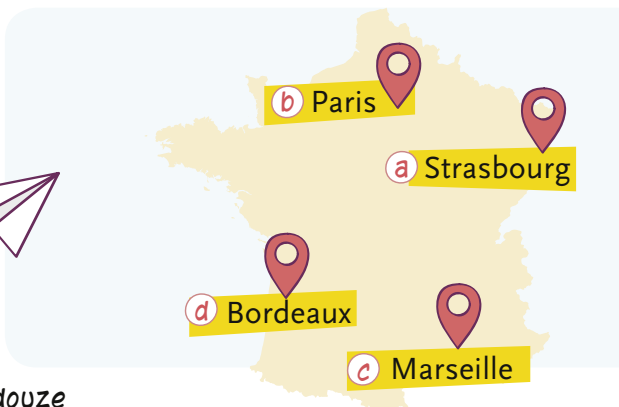 b Paris
a Strasbourg
d Bordeaux
c Marseille
douze